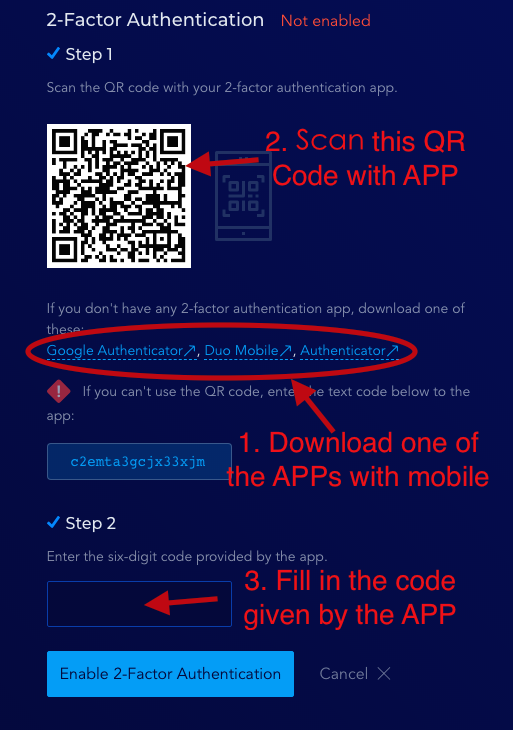 2-Factor Authentication Not enabled
Step 1
Scan the QR code with your 2-factor authentication app.
2. Scan this QR
Code with APP
If you don't have any 2-factor authentication app, download one of
these:
Google Authenticator, Duo Mobile, Authenticator
If you can't use the QR code, enter the text code below to the
app:
1. Download one of
the APPs with mobile
c2emta3gcjx33xjm
Step 2
Enter the six-digit code provided by the app.
3. Fill in the code
given by the APP
Enable 2-Factor Authentication Cancel